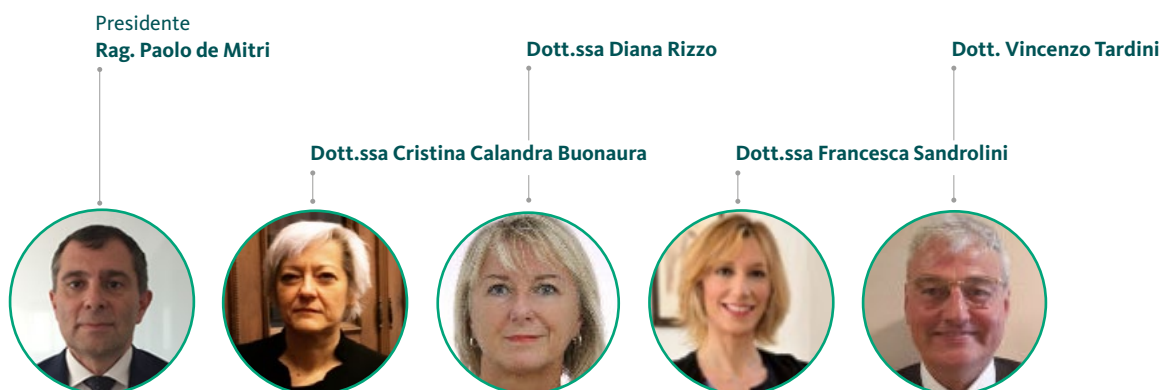 Presidente
Rag. Paolo de Mitri
Dott.ssa Diana Rizzo
Dott. Vincenzo Tardini
Dott.ssa Cristina Calandra Buonaura
Dott.ssa Francesca Sandrolini